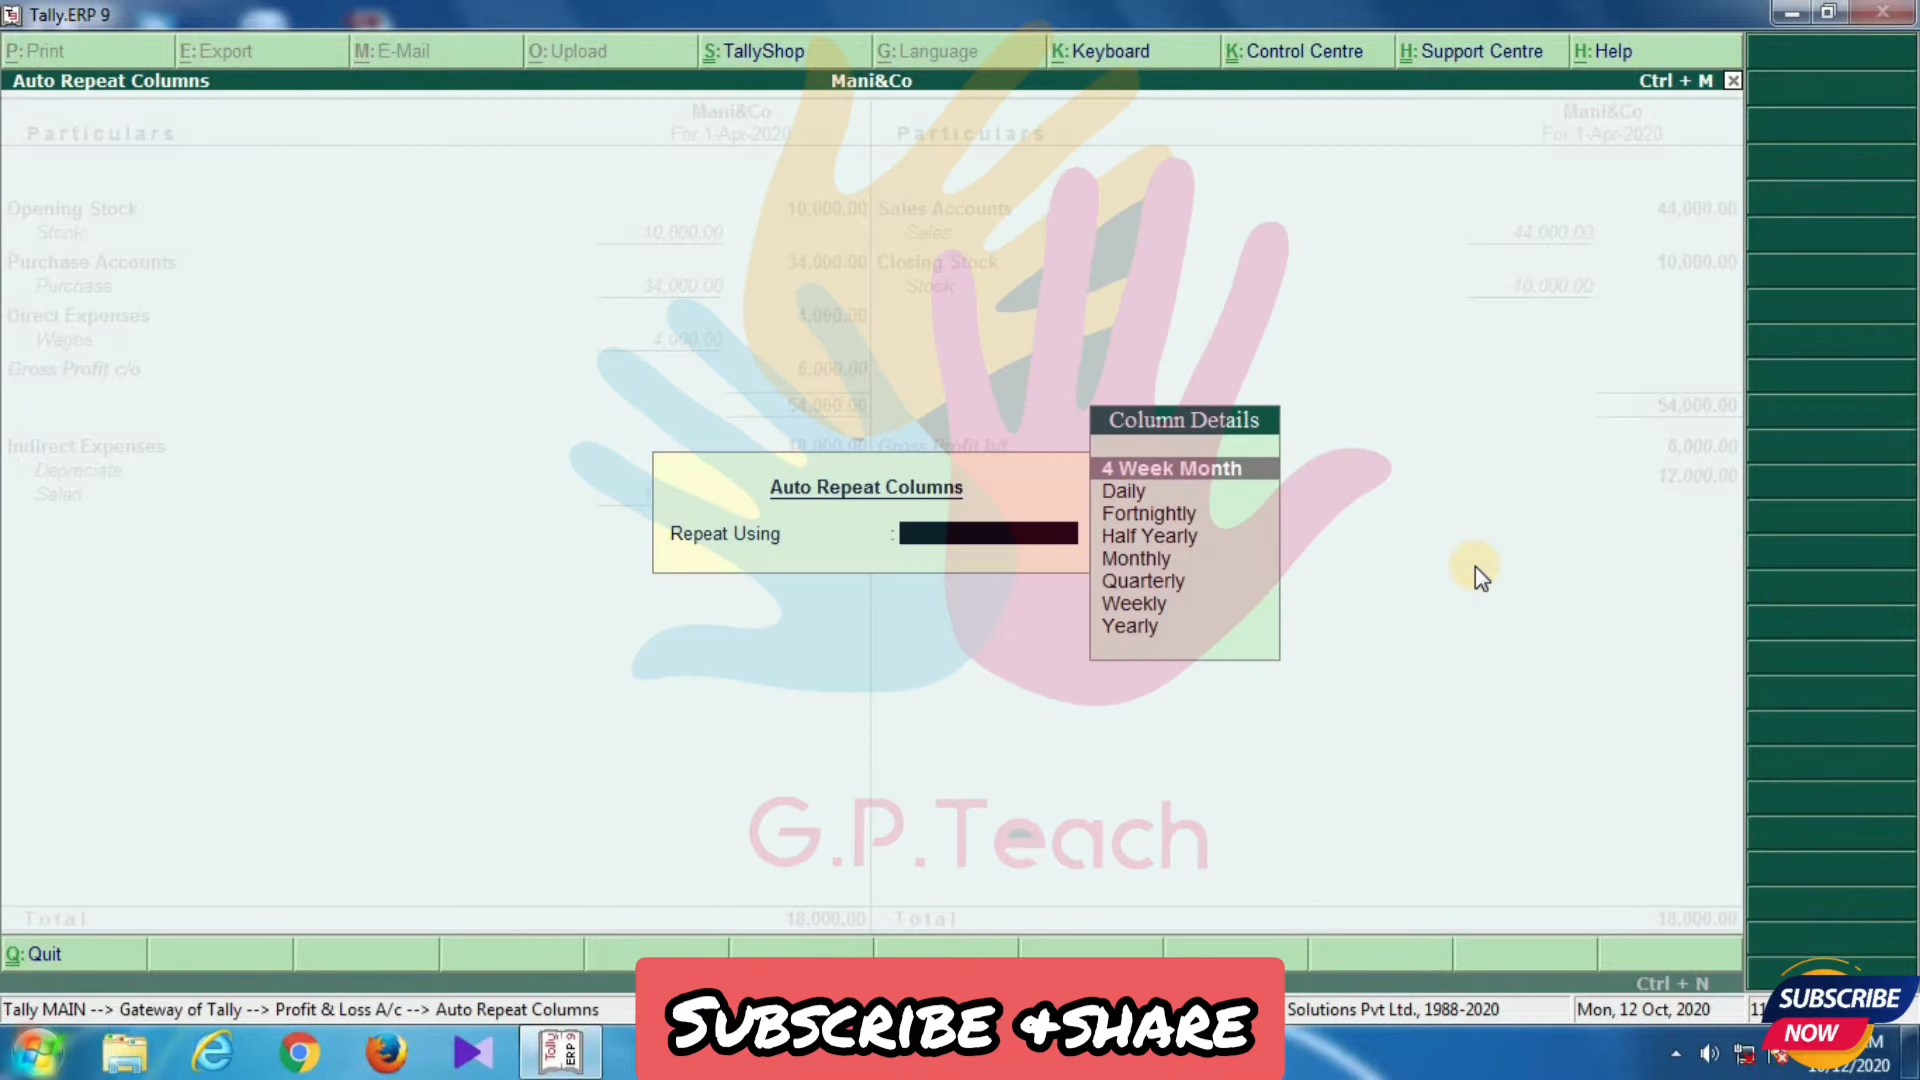 Tally.ERP 9
P: Print E: Export M: E-Mail O: Upload S: TallyShop G: Language K: Keyboard K: Control Centre H: Support Centre H: Help
Auto Repeat Columns Mani&Co Ctrl + M
Particulars Mani&Co Particulars Mani&Co
For 1-Apr-2020 For 1-Apr-2020
Opening Stock 10,000.00 Sales Accounts 44,000.00
Stock 10,000.00 Sales 44,000.00
Purchase Accounts 34,000.00 Closing Stock 10,000.00
Purchase 34,000.00 Stock 10,000.00
Direct Expenses 4,000.00
Wages 4,000.00
Gross Profit c/o 6,000.00
54,000.00 54,000.00
Indirect Expenses 18,000.00 Gross Profit b/f 6,000.00
Depreciate 12,000.00
Salari
Column Details
4 Week Month
Daily
Fortnightly
Half Yearly
Monthly
Quarterly
Weekly
Yearly
Auto Repeat Columns
Repeat Using :
G.P.Teach
Total 18,000.00 Total 18,000.00
Q: Quit
Ctrl + N
Tally MAIN --> Gateway of Tally --> Profit & Loss A/c --> Auto Repeat Columns Solutions Pvt Ltd., 1988-2020 Mon, 12 Oct, 2020
SUBSCRIBE &SHARE
SUBSCRIBE
NOW
Tally
ERP 9